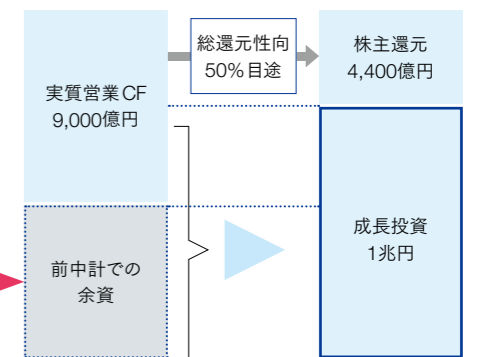 実質営業CF
9,000億円
総還元性向
50%目途
株主還元
4,400億円
前中計での
余資
成長投資
1兆円